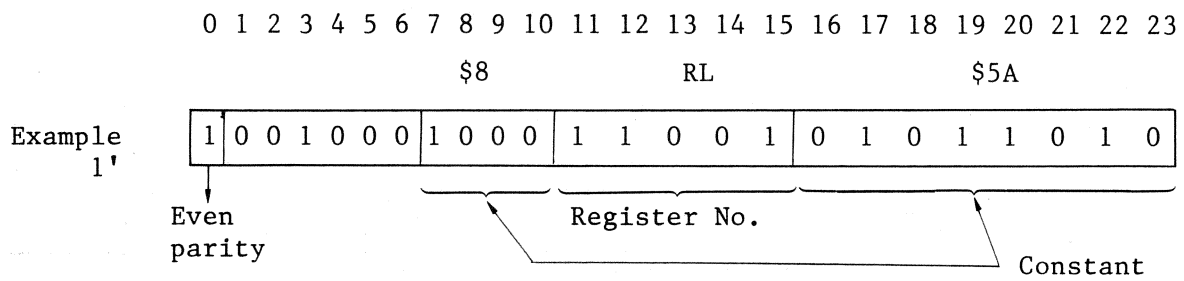 0 1 2 3 4 5 6 7 8 9 10 11 12 13 14 15 16 17 18 19 20 21 22 23
$8 RL $5A
Example 1 0 0 1 0 0 0 1 0 0 0 1 1 0 0 1 0 1 0 1 1 0 1 0
1'
Even Register No.
parity
Constant